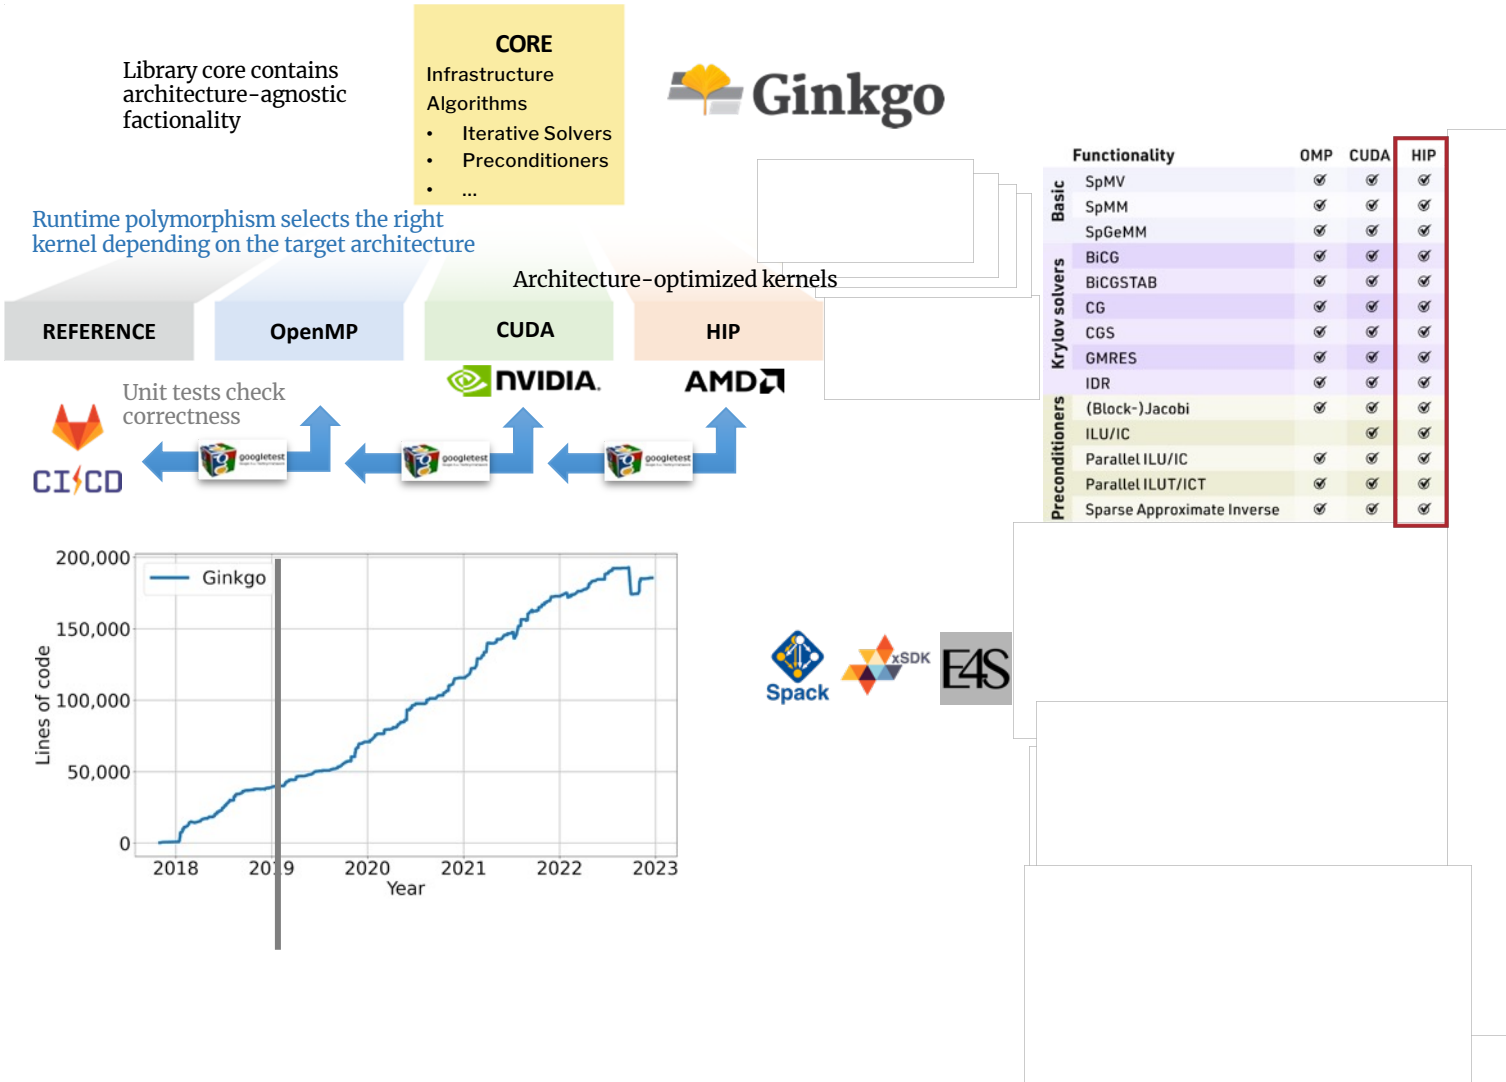 CORE
Infrastructure
Algorithms
• Iterative Solvers
• Preconditioners
• ...
Library core contains
architecture-agnostic
factionality
Ginkgo
Runtime polymorphism selects the right
kernel depending on the target architecture
Architecture-optimized kernels
REFERENCE
OpenMP
CUDA
HIP
NVIDIA.
AMD
Unit tests check
correctness
CI CD
googletest
googletest
googletest
Functionality OMP CUDA HIP
Basic
SpMV
SpMM
SpGeMM
Krylov solvers
BiCG
BiCGSTAB
CG
CGS
GMRES
IDR
Preconditioners
(Block-)Jacobi
ILU/IC
Parallel ILU/IC
Parallel ILUT/ICT
Sparse Approximate Inverse
Ginkgo
Lines of code
200,000
150,000
100,000
50,000
0
2018 2019 2020 2021 2022 2023
Year
Spack
xSDK
E4S